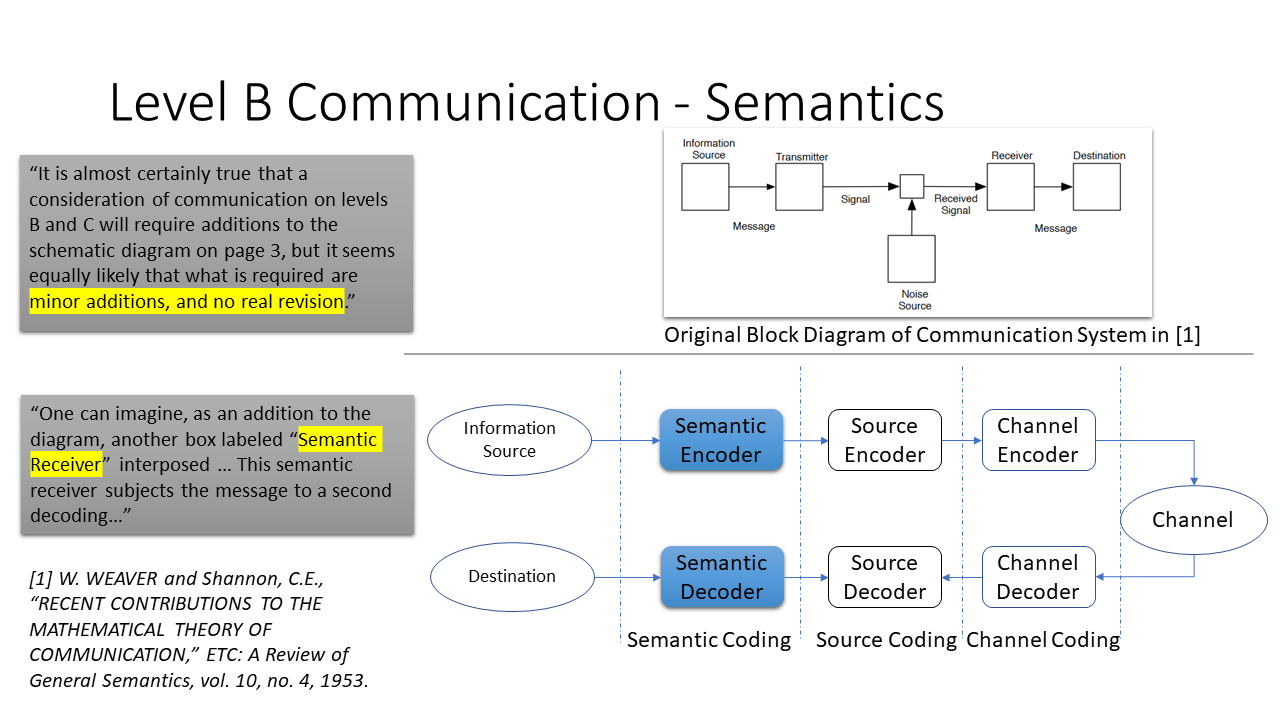 Level B Communication - Semantics
“It is almost certainly true that a
consideration of communication on levels
B and C will require additions to the
schematic diagram on page 3, but it seems
equally likely that what is required are
minor additions, and no real revision.”
Information
Source
Transmitter
Receiver
Destination
Signal
Received
Signal
Message
Message
Noise
Source
Original Block Diagram of Communication System in [1]
“One can imagine, as an addition to the
diagram, another box labeled “Semantic
Receiver” interposed … This semantic
receiver subjects the message to a second
decoding…”
Information
Source
Semantic
Encoder
Source
Encoder
Channel
Encoder
Channel
Destination
Semantic
Decoder
Source
Decoder
Channel
Decoder
Semantic Coding
Source Coding
Channel Coding
[1] W. WEAVER and Shannon, C.E.,
“RECENT CONTRIBUTIONS TO THE
MATHEMATICAL THEORY OF
COMMUNICATION,” ETC: A Review of
General Semantics, vol. 10, no. 4, 1953.